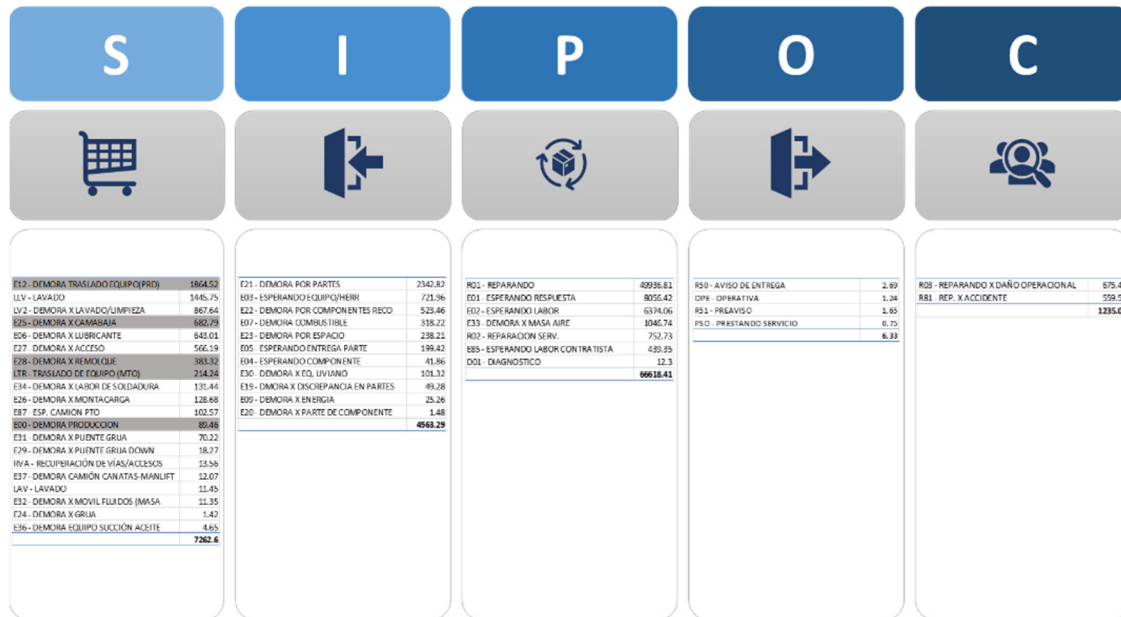 S
I
P
O
C
E12 - DEMORA TRASLADO EQUIPO(PRD) 1864.52
LLV - LAVADO 1445.75
LV2 - DEMORA X LAVADO/LIMPIEZA 867.64
E25 - DEMORA X CAMABAJA 682.79
E06 - DEMORA X LUBRICANTE 643.01
E27 - DEMORA X ACCESO 566.19
E28 - DEMORA X REMOLQUE 383.32
LTR - TRASLADO DE EQUIPO (MTO) 214.24
E34 - DEMORA X LABOR DE SOLDADURA 131.44
E26 - DEMORA X MONTACARGA 128.68
E87 - ESP. CAMION PTO 102.57
E00 - DEMORA PRODUCCION 89.46
E31 - DEMORA X PUENTE GRUA 70.22
E29 - DEMORA X PUENTE GRUA DOWN 18.27
RVA - RECUPERACIÓN DE VÍAS/ACCESOS 13.56
E37 - DEMORA CAMIÓN CANATAS-MANLIFT 12.07
LAV - LAVADO 11.45
E32 - DEMORA X MOVIL FLUIDOS (MASA 11.35
E24 - DEMORA X GRUA 1.42
E36 - DEMORA EQUIPO SUCCIÓN ACEITE 4.65
7262.6
E21 - DEMORA POR PARTES 2342.82
E03 - ESPERANDO EQUIPO/HERR 721.96
E22 - DEMORA POR COMPONENTES RECO 523.46
E07 - DEMORA COMBUSTIBLE 318.22
E23 - DEMORA POR ESPACIO 238.21
E05 - ESPERANDO ENTREGA PARTE 199.42
E04 - ESPERANDO COMPONENTE 41.86
E30 - DEMORA X EQ. LIVIANO 101.32
E19 - DMORA X DISCREPANCIA EN PARTES 49.28
E09 - DEMORA X ENERGIA 25.26
E20 - DEMORA X PARTE DE COMPONENTE 1.48
4563.29
R01 - REPARANDO 49936.81
E01 - ESPERANDO RESPUESTA 8056.42
E02 - ESPERANDO LABOR 6374.06
E33 - DEMORA X MASA AIRE 1046.74
R02 - REPARACION SERV. 752.73
E85 - ESPERANDO LABOR CONTRATISTA 439.35
D01 - DIAGNOSTICO 12.3
66618.41
R50 - AVISO DE ENTREGA 2.69
OPE - OPERATIVA 1.24
R51 - PREAVISO 1.65
PSO - PRESTANDO SERVICIO 0.75
6.33
R03 - REPARANDO X DAÑO OPERACIONAL 675.4
R81 - REP. X ACCIDENTE 559.5
1235.0